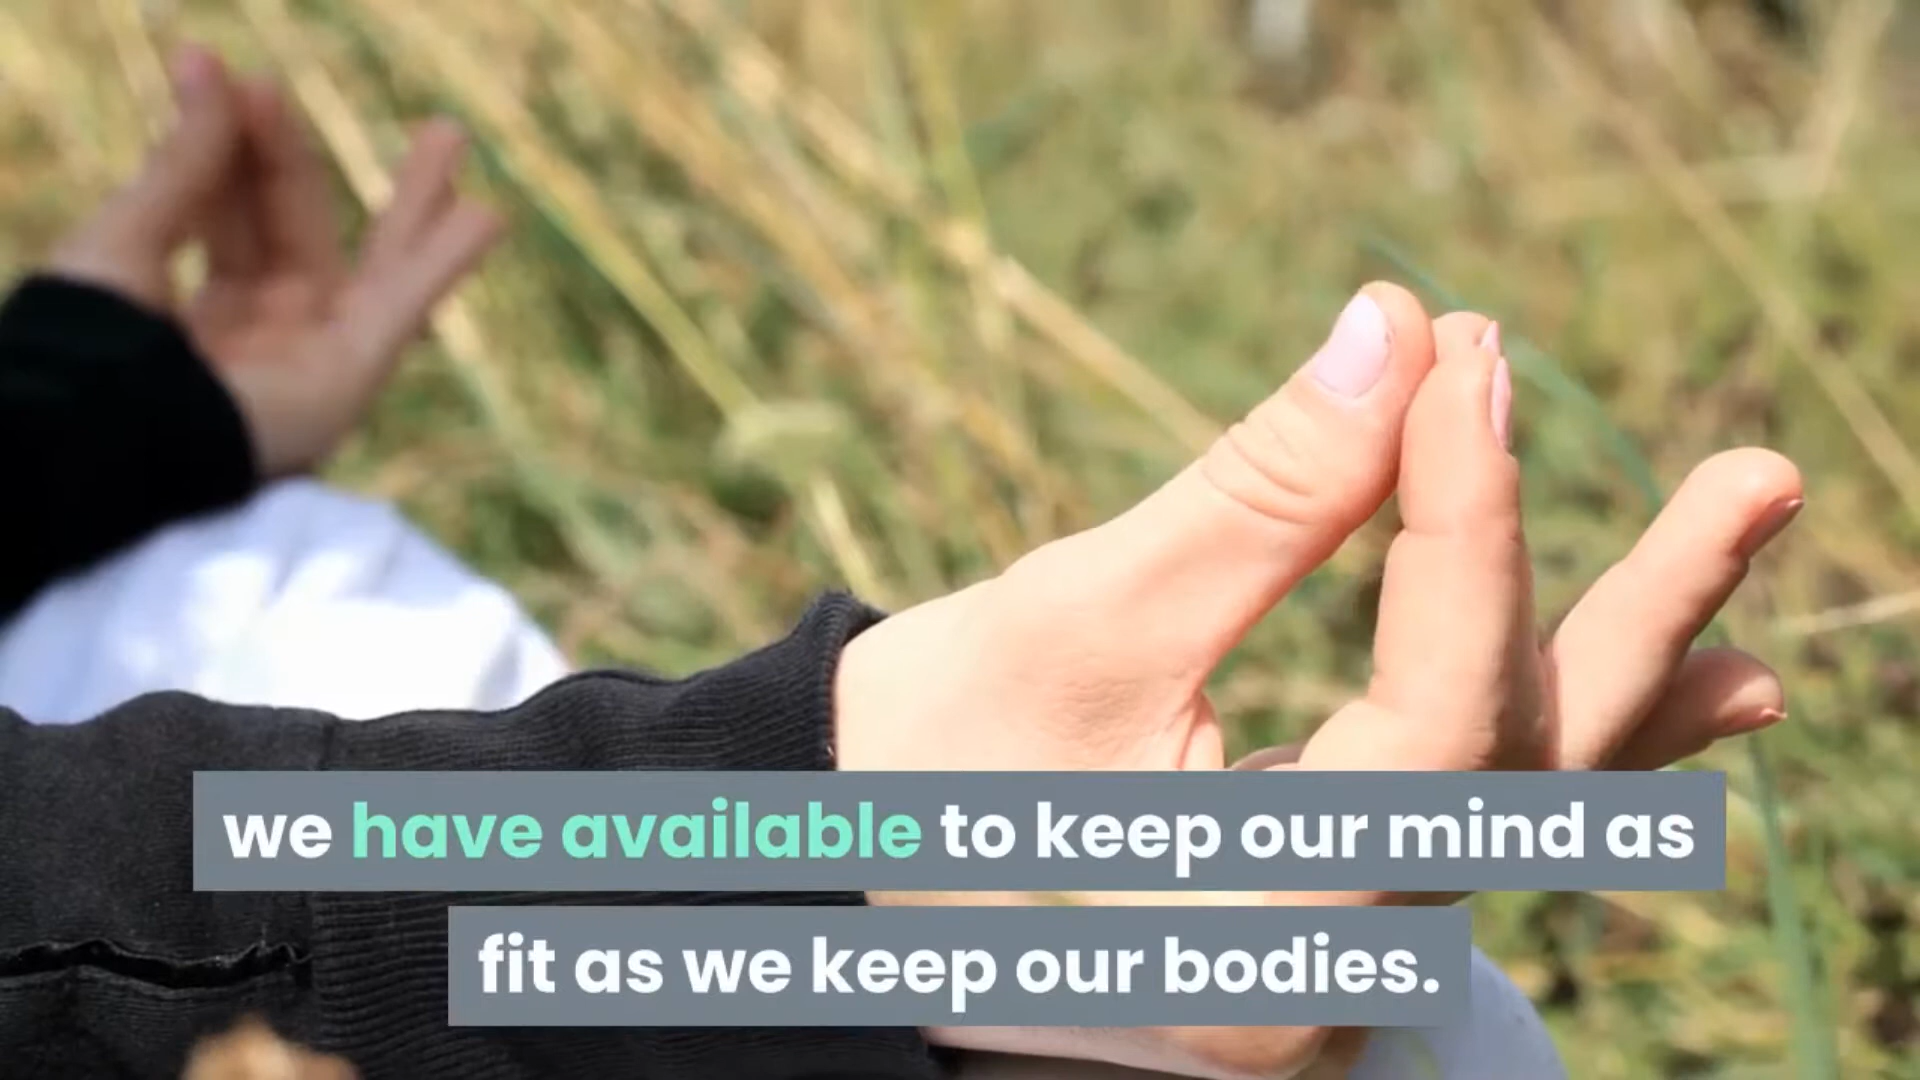 we have available to keep our mind as
fit as we keep our bodies.